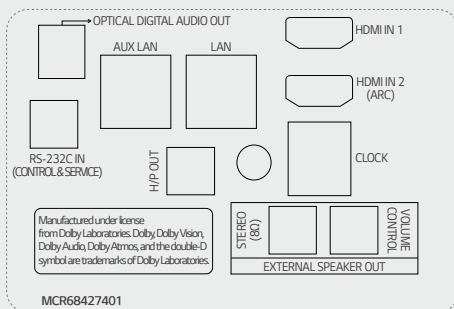 OPTICAL DIGITAL AUDIO OUT
AUX LAN
LAN
HDMI IN 1
HDMI IN 2
(ARC)
RS-232C IN
(CONTROL & SERVICE)
H/P OUT
CLOCK
Manufactured under license
from Dolby Laboratories. Dolby, Dolby Vision,
Dolby Audio, Dolby Atmos, and the double-D
symbol are trademarks of Dolby Laboratories.
STEREO
(8Ω)
VOLUME
CONTROL
EXTERNAL SPEAKER OUT
MCR68427401